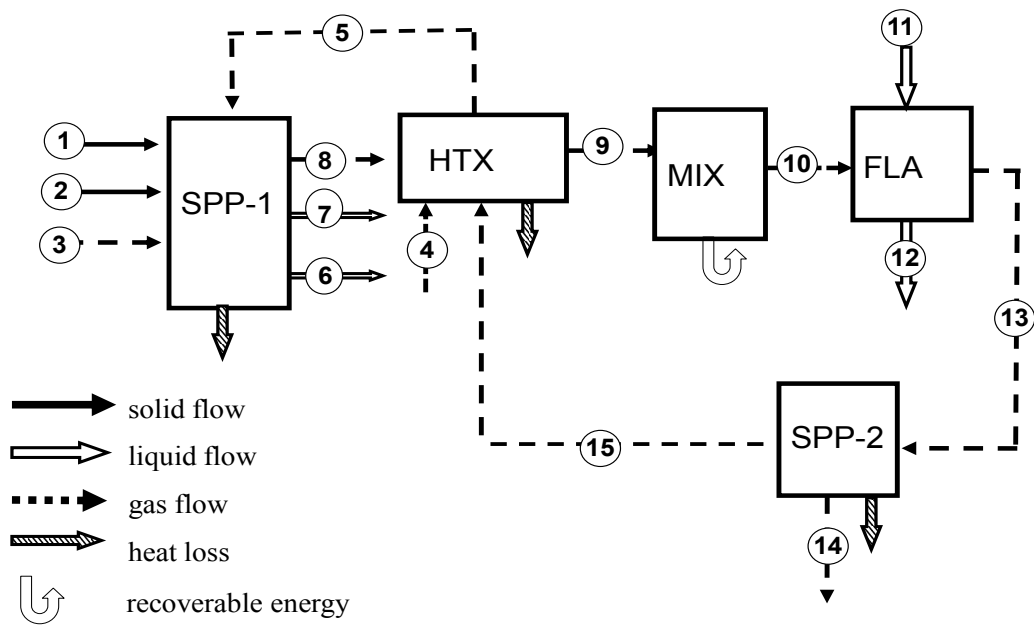 5
11
1
2
3
SPP-1
8
7
6
HTX
4
9
MIX
10
FLA
12
13
SPP-2
15
14
solid flow
liquid flow
gas flow
heat loss
recoverable energy